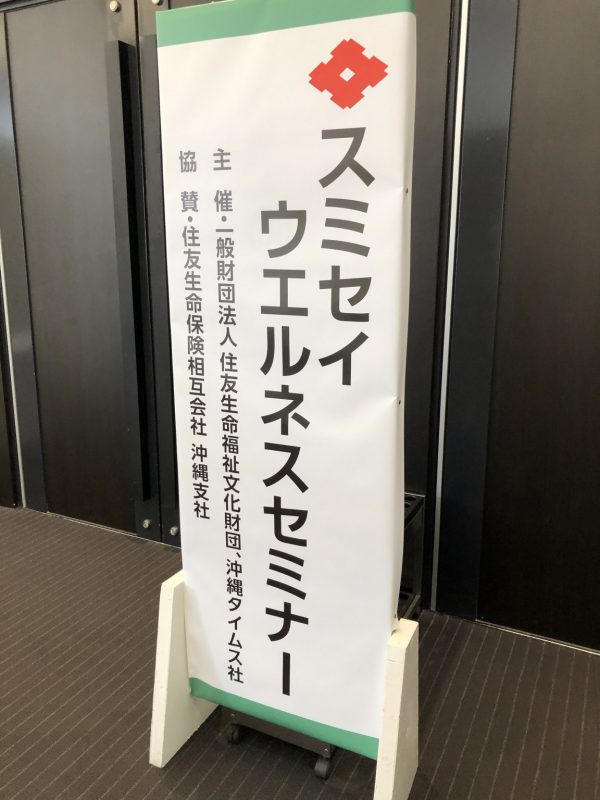 スミセイ
ウエルネスセミナー
主　催・一般財団法人 住友生命福祉文化財団、沖縄タイムス社
協　賛・住友生命保険相互会社 沖縄支社